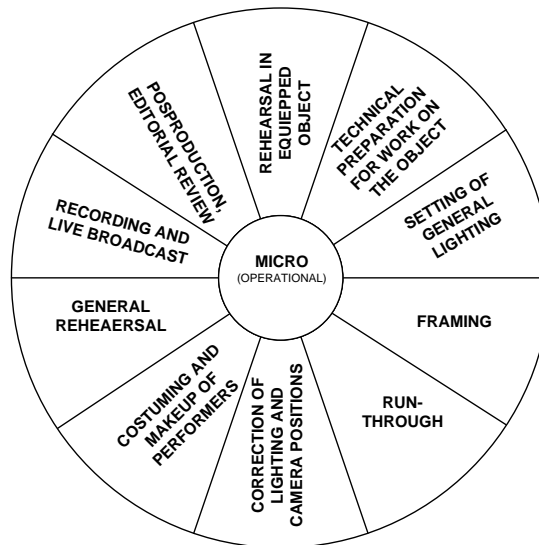 REHEARSAL IN
EQUIEPPED
OBJECT
TECHNICAL
PREPARATION
FOR WORK ON
THE OBJECT
SETTING OF
GENERAL
LIGHTING
FRAMING
RUN-
THROUGH
CORRECTION OF
LIGHTING AND
CAMERA POSITIONS
COSTUMING AND
MAKEUP OF
PERFORMERS
GENERAL
REHEAERSAL
RECORDING AND
LIVE BROADCAST
POSPRODUCTION,
EDITORIAL REVIEW
MICRO
(OPERATIONAL)